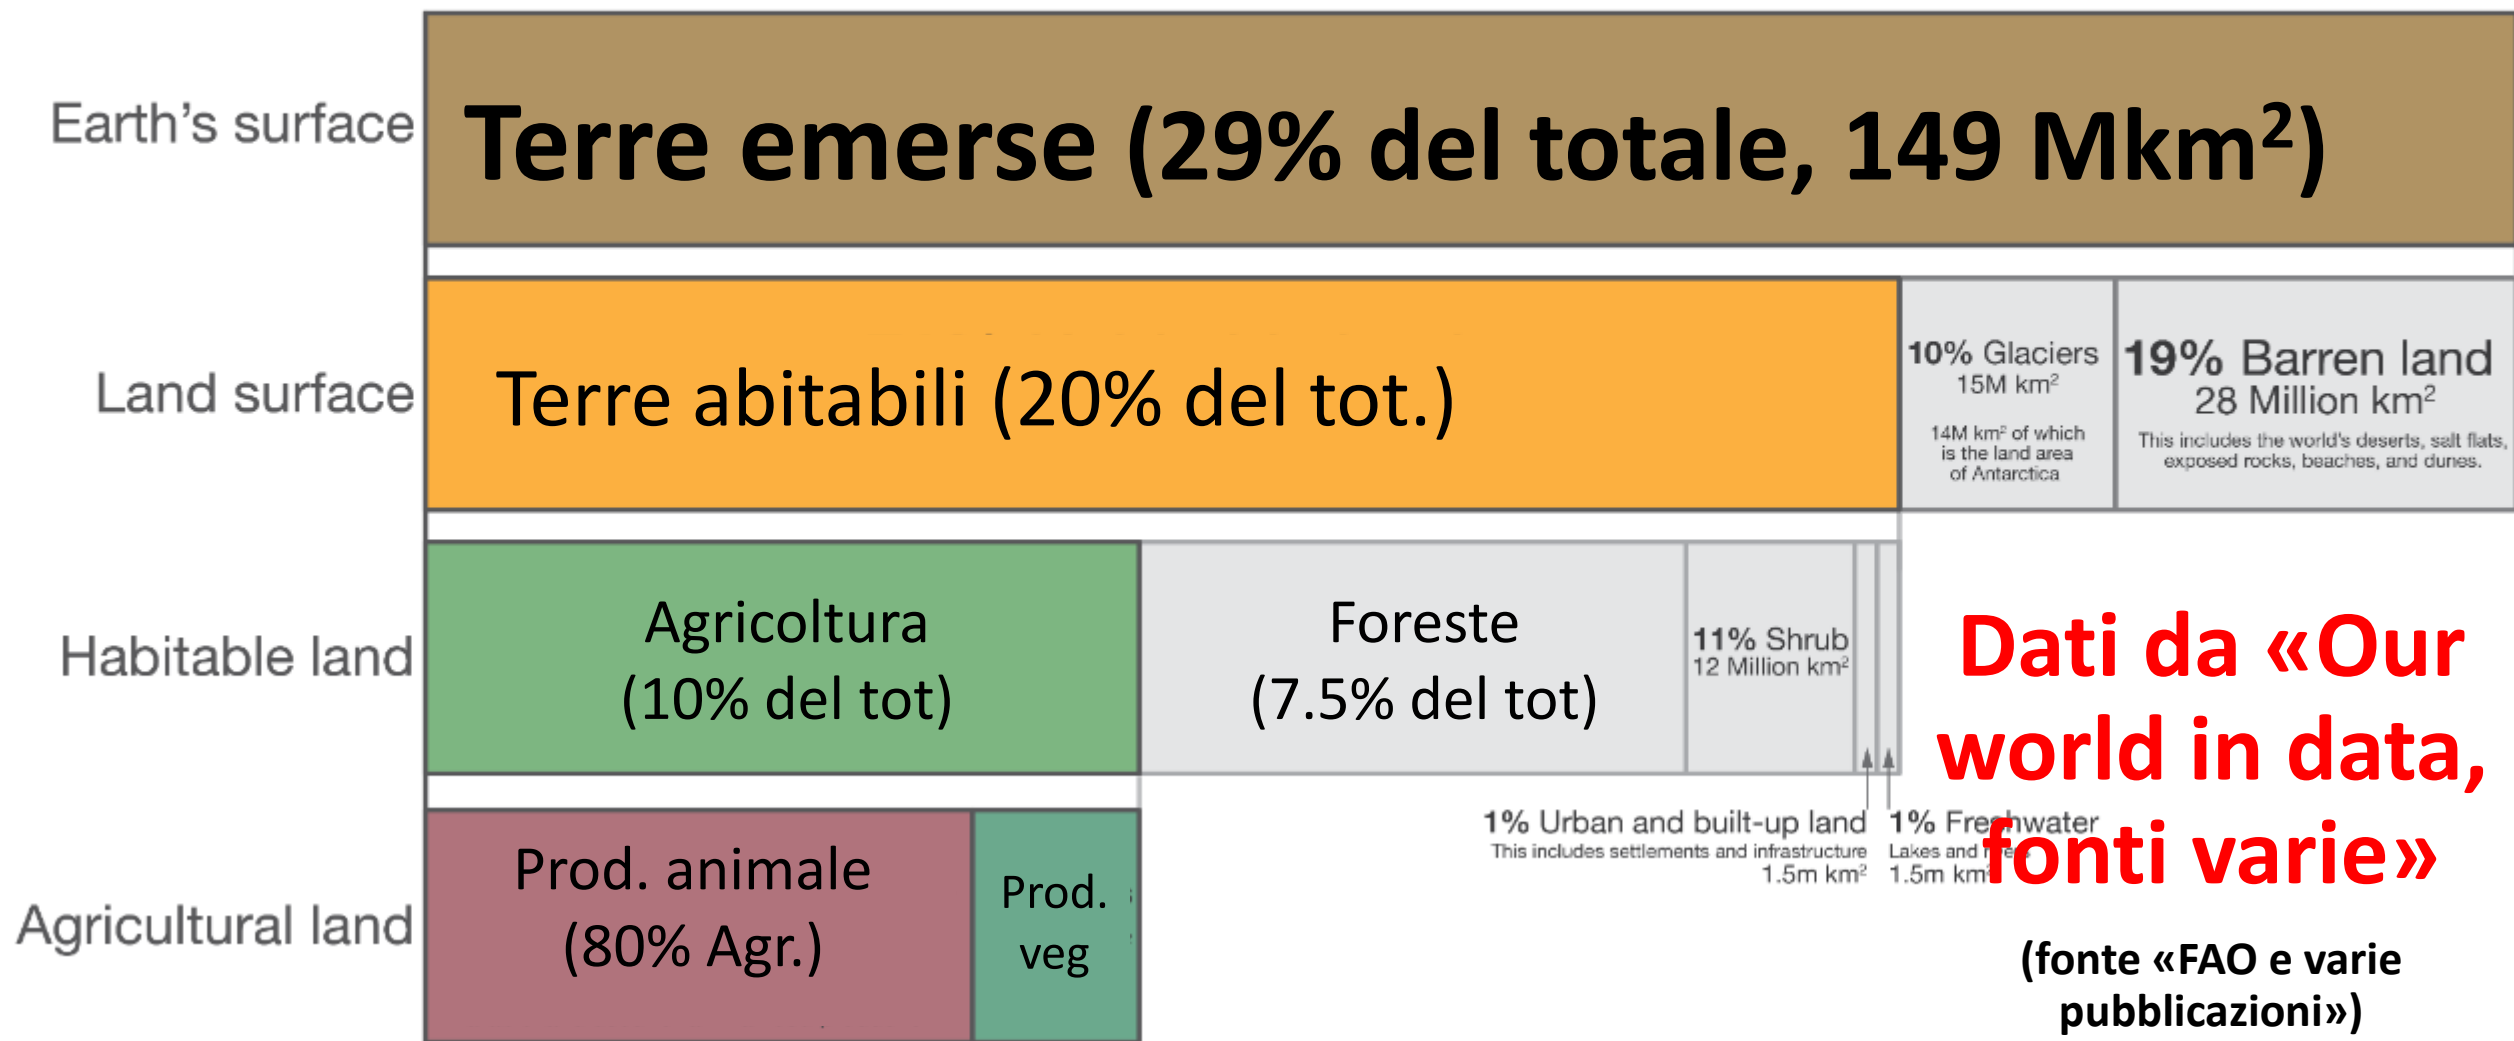 Earth's surface
Terre emerse (29% del totale, 149 Mkm²)
Land surface
Terre abitabili (20% del tot.)
10% Glaciers
15M km²
14M km² of which
is the land area
of Antarctica
19% Barren land
28 Million km²
This includes the world's deserts, salt flats,
exposed rocks, beaches, and dunes.
Habitable land
Agricoltura
(10% del tot)
Foreste
(7.5% del tot)
11% Shrub
12 Million km²
1% Urban and built-up land
This includes settlements and infrastructure
1.5m km²
1% Freshwater
Lakes and
1.5m km²
Dati da «Our
world in data,
fonti varie»
(fonte «FAO e varie
pubblicazioni»)
Agricultural land
Prod. animale
(80% Agr.)
Prod.
veg